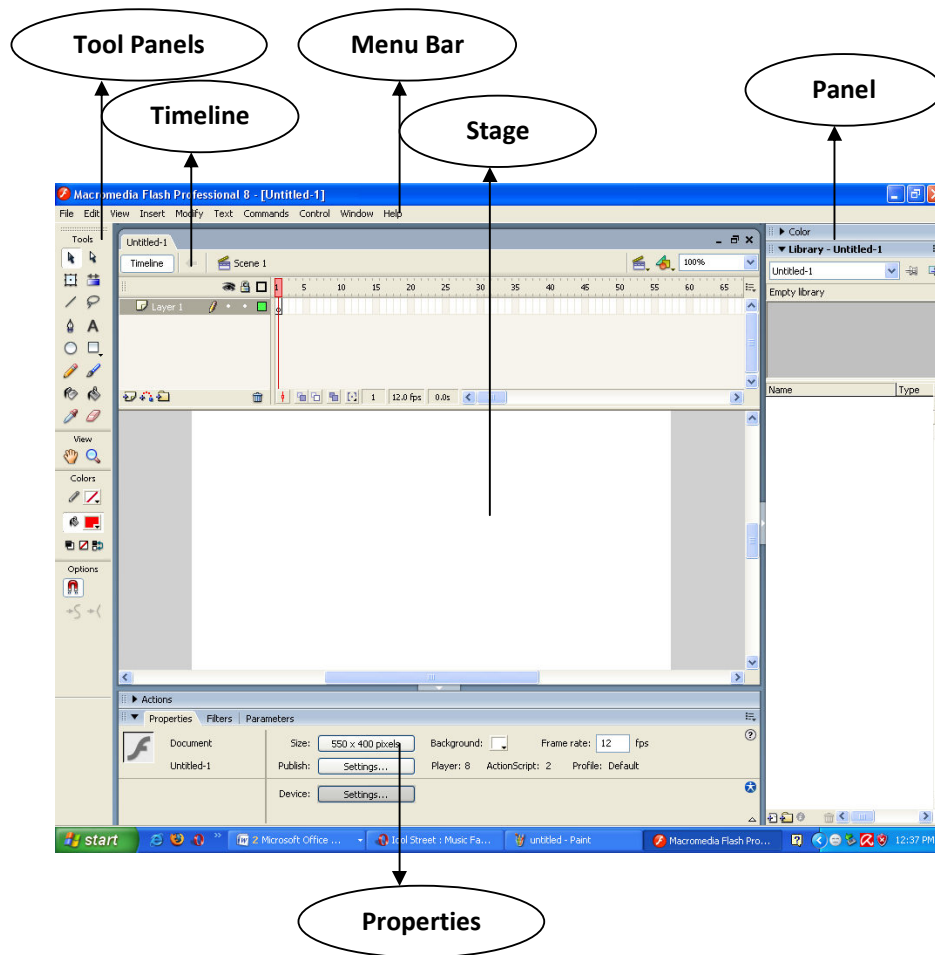 Tool Panels
Menu Bar
Panel
Timeline
Stage
Macromedia Flash Professional 8 - [Untitled-1]
File Edit View Insert Modify Text Commands Control Window Help
Tools
View
Colors
Options
Untitled-1
Timeline
Scene 1
100%
1 5 10 15 20 25 30 35 40 45 50 55 60 65
Layer 1
1 12.0 fps 0.0s
Color
Library - Untitled-1
Untitled-1
Empty library
Name Type
Actions
Properties Filters Parameters
Document Size: 550 x 400 pixels Background: Frame rate: 12 fps
Untitled-1 Publish: Settings... Player: 8 ActionScript: 2 Profile: Default
Device: Settings...
start 2 Microsoft Office ... Idol Street : Music Fa... untitled - Paint Macromedia Flash Pro... 12:37 PM
Properties